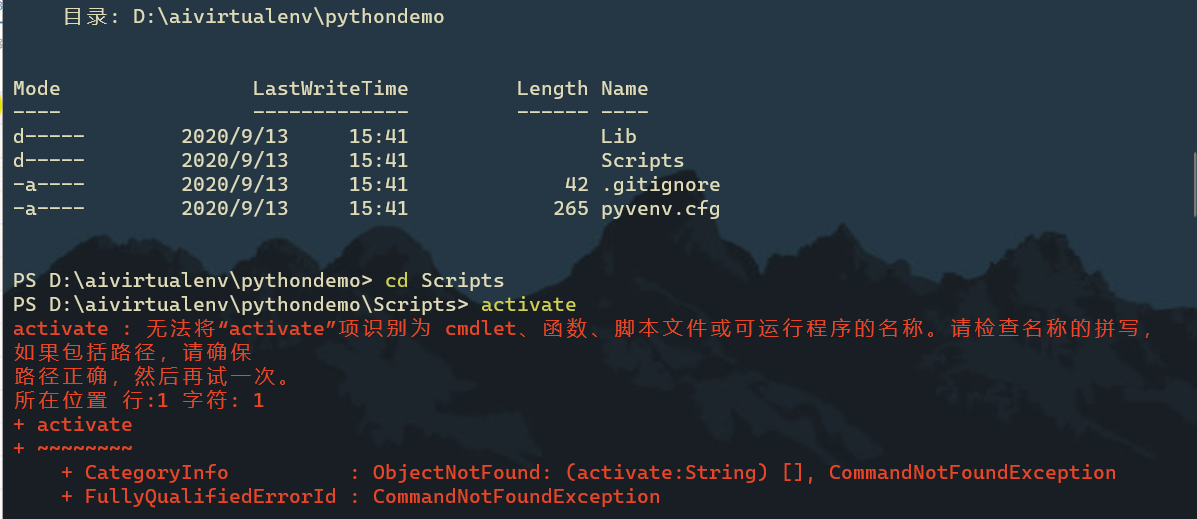 目录: D:\aivirtualenv\pythondemo
Mode LastWriteTime Length Name
---- ------------- ------ ----
d----- 2020/9/13 15:41 Lib
d----- 2020/9/13 15:41 Scripts
-a---- 2020/9/13 15:41 42 .gitignore
-a---- 2020/9/13 15:41 265 pyvenv.cfg
PS D:\aivirtualenv\pythondemo> cd Scripts
PS D:\aivirtualenv\pythondemo\Scripts> activate
activate : 无法将“activate”项识别为 cmdlet、函数、脚本文件或可运行程序的名称。请检查名称的拼写，
如果包括路径，请确保
路径正确，然后再试一次。
所在位置 行:1 字符: 1
+ activate
+ ~~~~~~~~
+ CategoryInfo : ObjectNotFound: (activate:String) [], CommandNotFoundException
+ FullyQualifiedErrorId : CommandNotFoundException